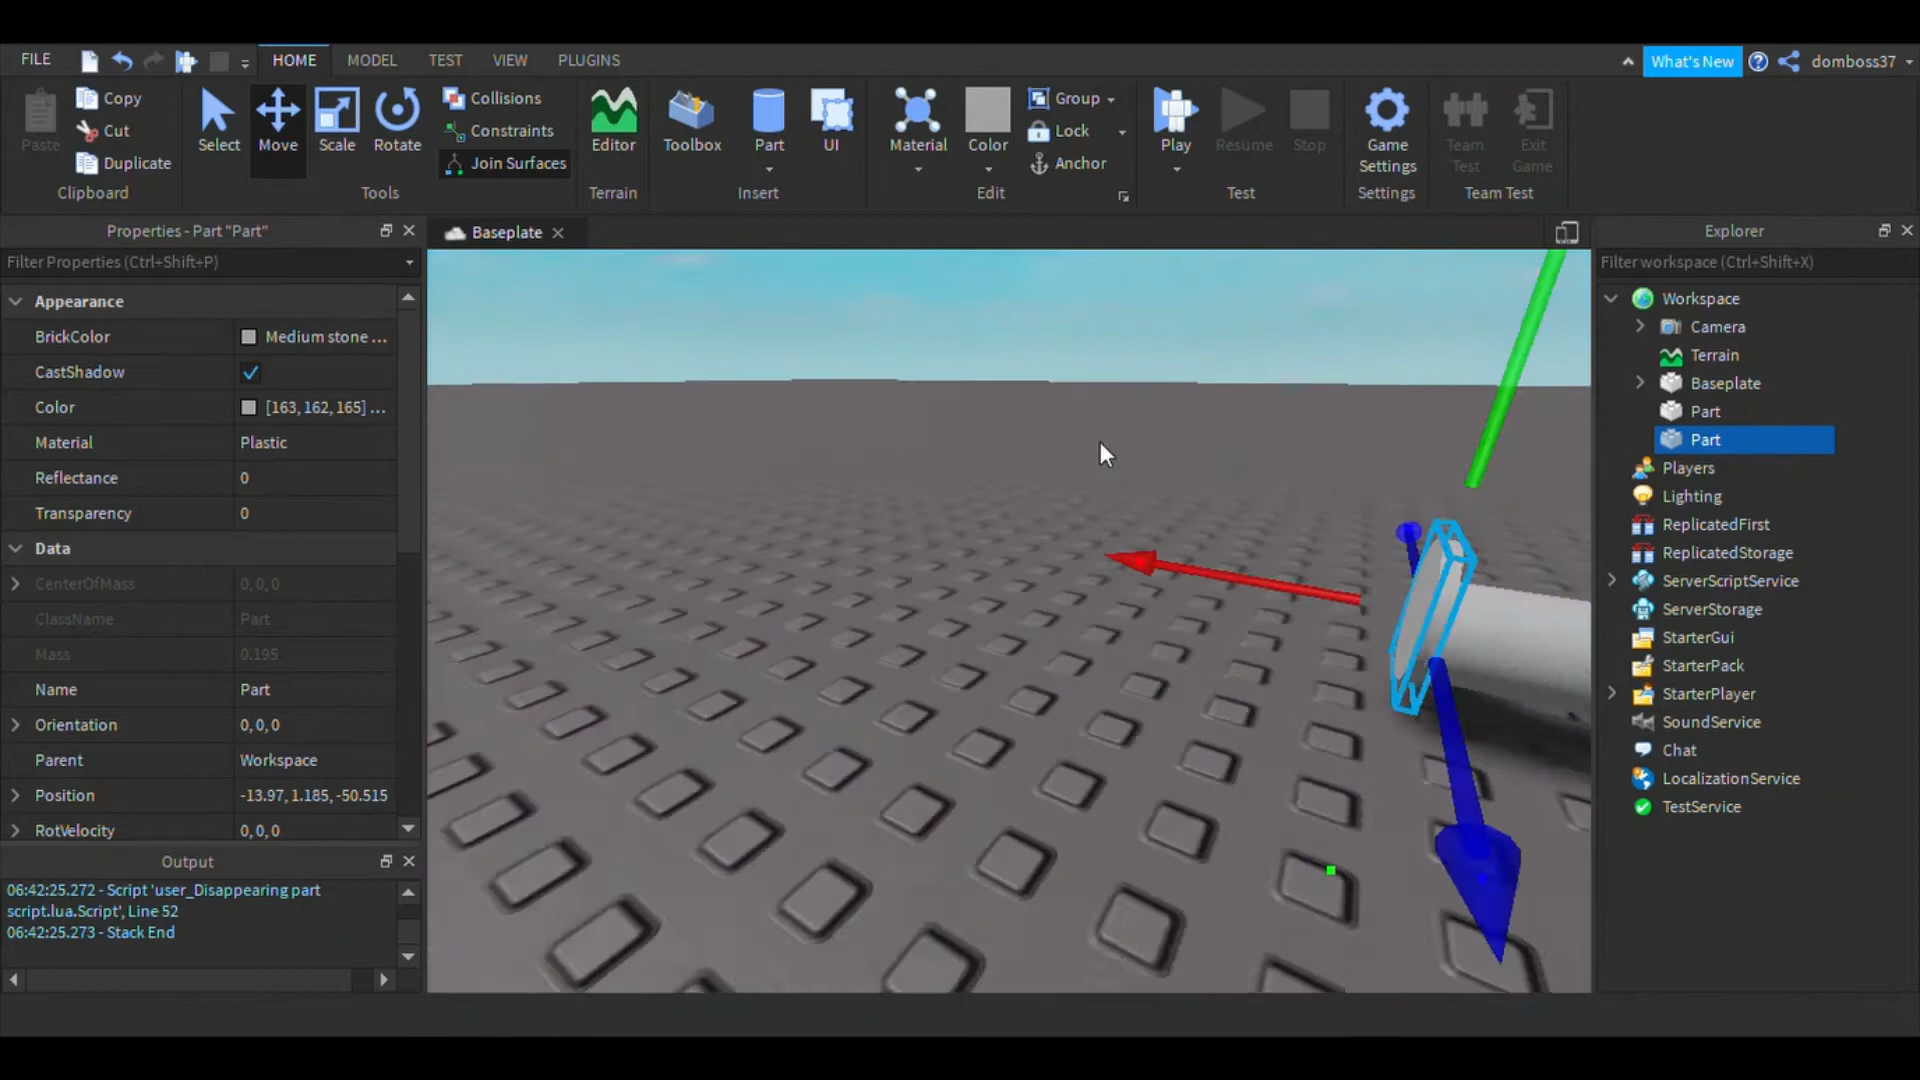 FILE
HOME
MODEL
TEST
VIEW
PLUGINS
What's New
domboss37
Paste
Copy
Cut
Duplicate
Clipboard
Select
Move
Scale
Rotate
Collisions
Constraints
Join Surfaces
Tools
Editor
Terrain
Toolbox
Part
UI
Insert
Material
Color
Group
Lock
Anchor
Edit
Play
Resume
Stop
Test
Game
Settings
Settings
Team
Test
Exit
Game
Team Test
Properties - Part "Part"
Filter Properties (Ctrl+Shift+P)
Appearance
BrickColor Medium stone ...
CastShadow
Color [163, 162, 165] ...
Material Plastic
Reflectance 0
Transparency 0
Data
CenterOfMass 0,0,0
ClassName Part
Mass 0.195
Name Part
Orientation 0,0,0
Parent Workspace
Position -13.97, 1.185, -50.515
RotVelocity 0,0,0
Output
06:42:25.272 - Script 'user_Disappearing part
script.lua.Script', Line 52
06:42:25.273 - Stack End
Baseplate
Explorer
Filter workspace (Ctrl+Shift+X)
Workspace
Camera
Terrain
Baseplate
Part
Part
Players
Lighting
ReplicatedFirst
ReplicatedStorage
ServerScriptService
ServerStorage
StarterGui
StarterPack
StarterPlayer
SoundService
Chat
LocalizationService
TestService